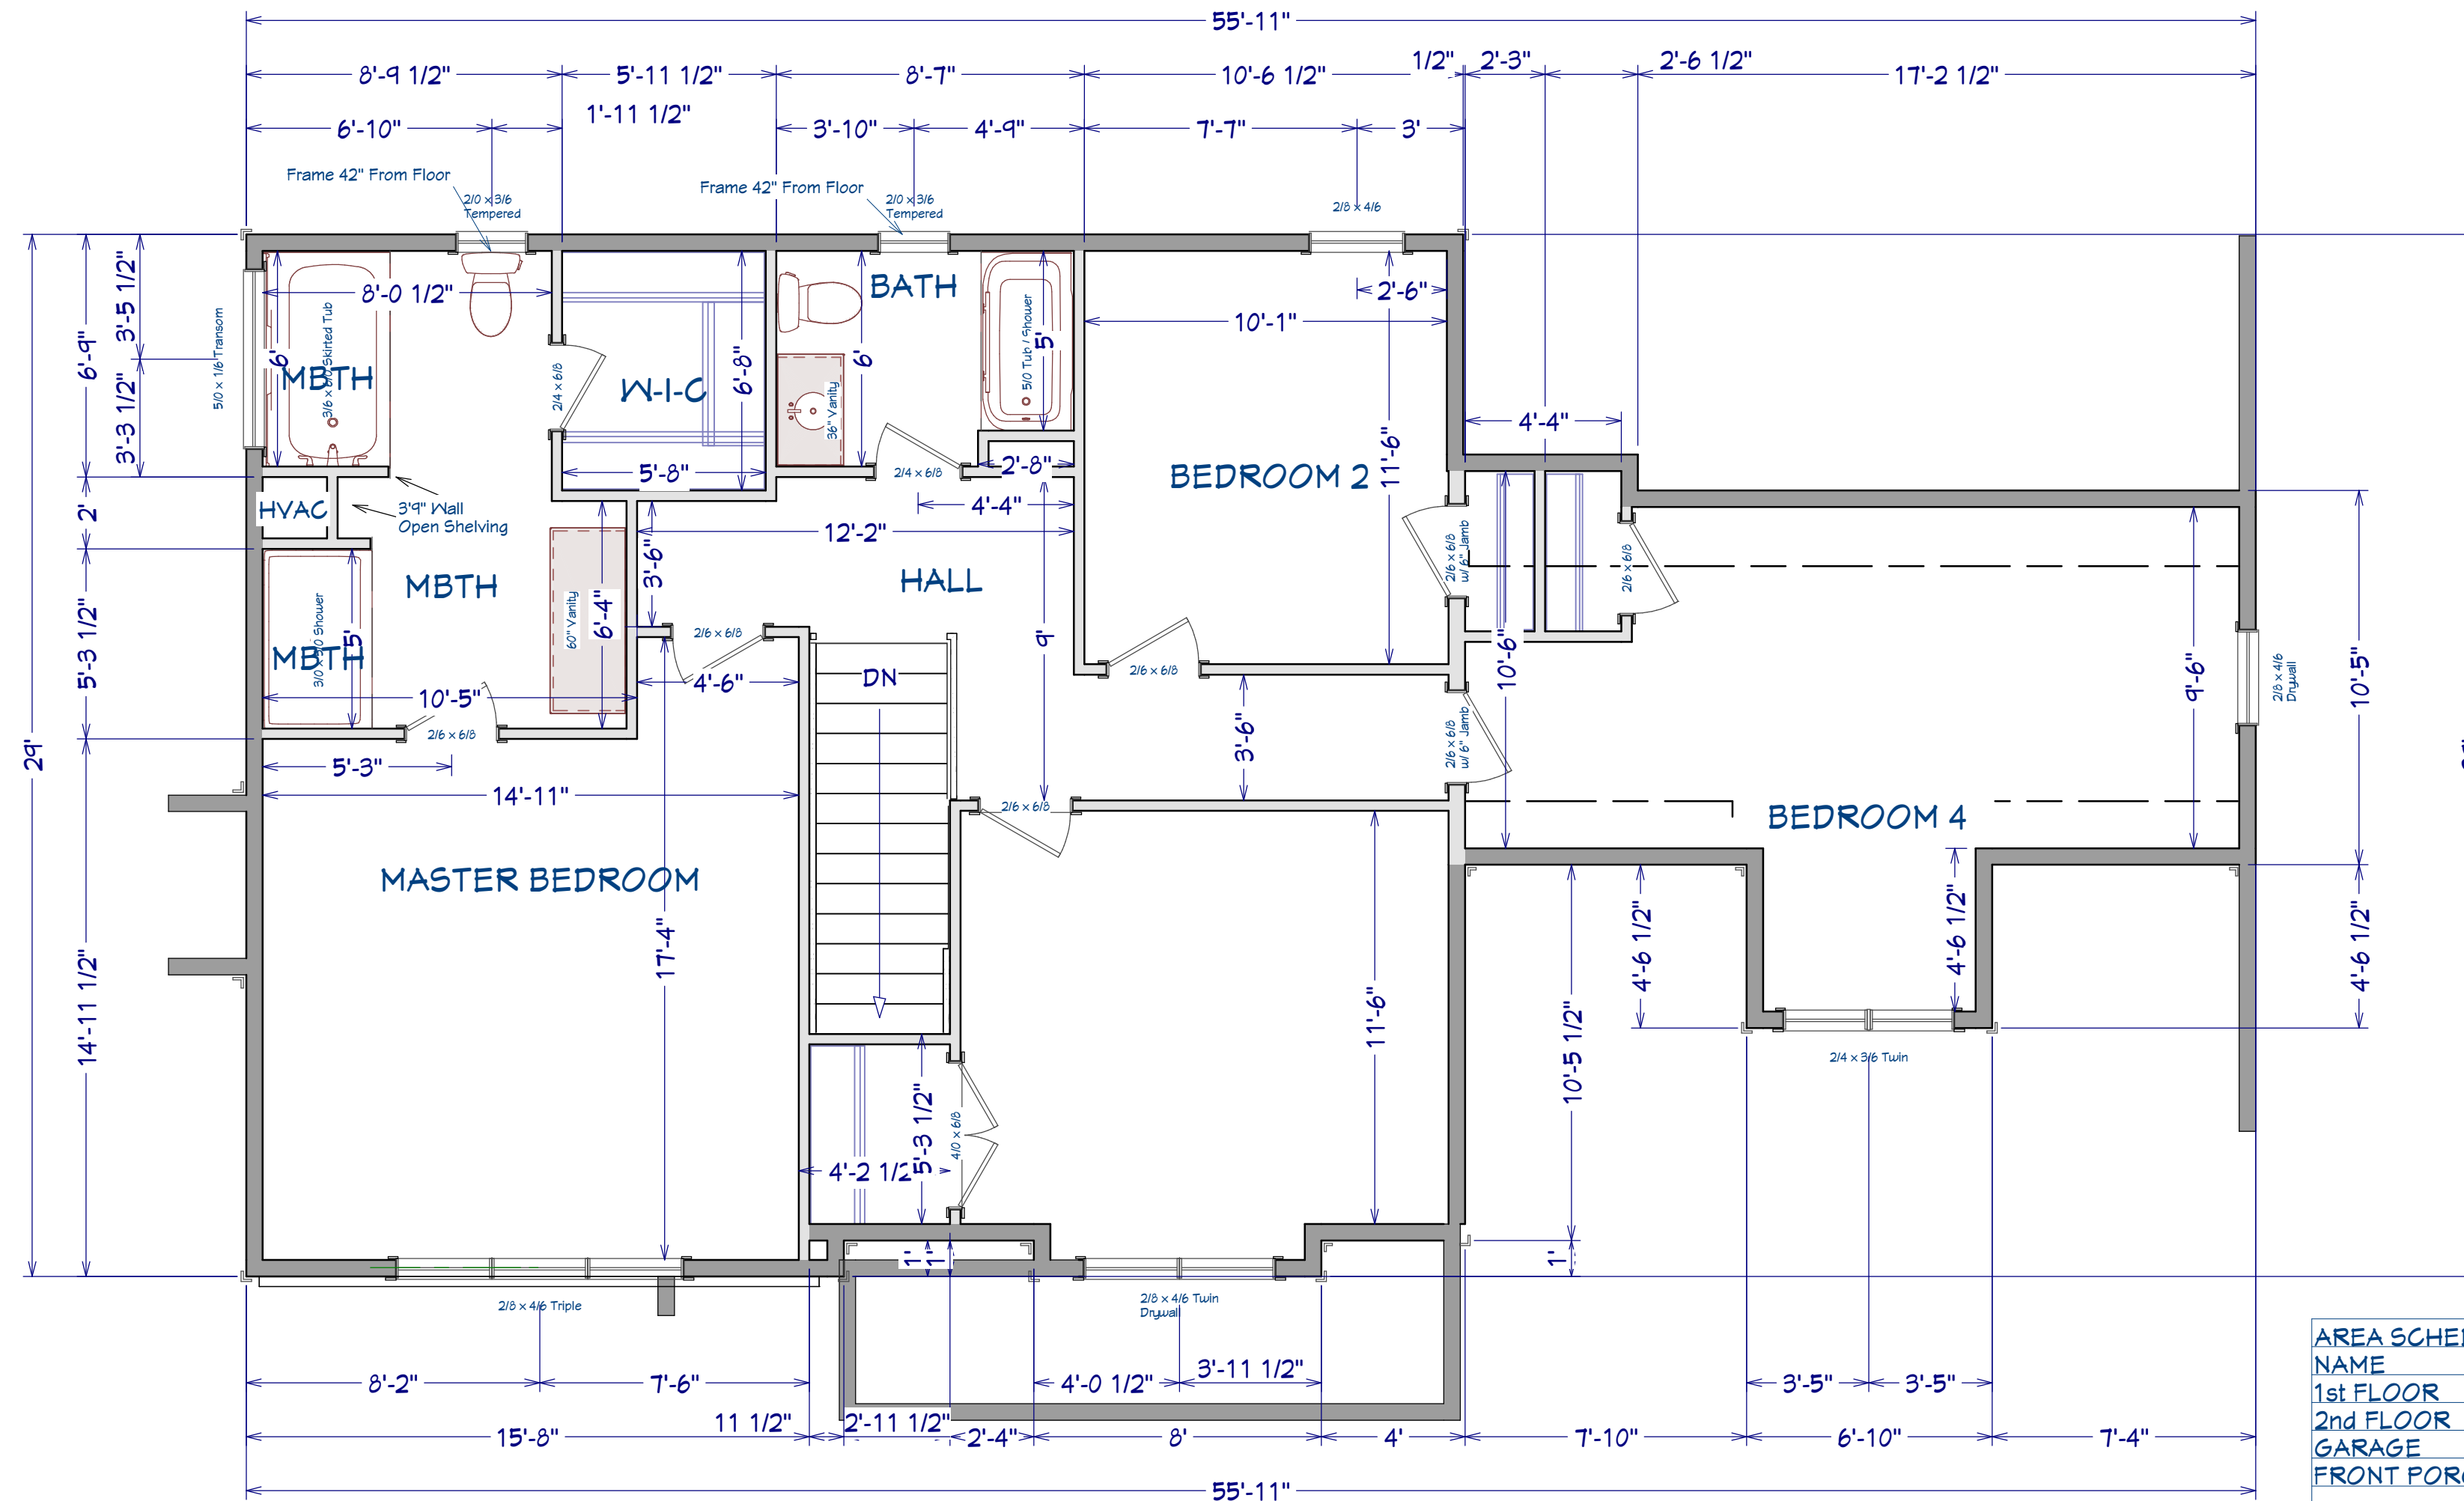 55'-11"
8'-9 1/2" 5'-11 1/2" 8'-7" 10'-6 1/2" 1/2" 2'-3" 2'-6 1/2" 17'-2 1/2"
6'-10" 1'-11 1/2" 3'-10" 4'-9" 7'-7" 3'
Frame 42" From Floor
2/0 x 3/6
Tempered
Frame 42" From Floor
2/0 x 3/6
Tempered
2/8 x 4/6
29'
6'-9"
3'-5 1/2"
3'-3 1/2"
2'
5'-3 1/2"
14'-11 1/2"
5/0 x 1/6 Transom
8'-0 1/2"
6'
MBTH
3/6 x 6/0 Skirted Tub
2/4 x 6/8
W-I-C
6'-8"
5'-8"
BATH
6'
36" Vanity
5/0 Tub / Shower
5'
2/4 x 6/8
2'-8"
4'-4"
2'-6"
10'-1"
BEDROOM 2
11'-6"
4'-4"
HVAC
3'9" Wall
Open Shelving
12'-2"
3'-6"
HALL
MBTH
60" Vanity
6'-4"
MBTH
3/0 x 5/0 Shower
5'
10'-5"
2/6 x 6/8
2/6 x 6/8
4'-6"
DN
9'
2/6 x 6/8
3'-6"
2/6 x 6/8
w/ 6" Jamb
2/6 x 6/8
w/ 6" Jamb
10'-6"
2/6 x 6/8
9'-6"
2/8 x 4/6
Drywall
10'-5"
5'-3"
14'-11"
2/6 x 6/8
BEDROOM 4
MASTER BEDROOM
17'-4"
11'-6"
4'-6 1/2"
4'-6 1/2"
4'-6 1/2"
10'-5 1/2"
5'-3 1/2"
4/0 x 6/8
4'-2 1/2
1'
1'
1'
2/4 x 3/6 Twin
2/8 x 4/6 Triple
2/8 x 4/6 Twin
Drywall
8'-2" 7'-6" 4'-0 1/2" 3'-11 1/2" 3'-5" 3'-5"
15'-8" 11 1/2" 2'-11 1/2" 2'-4" 8' 4' 7'-10" 6'-10" 7'-4"
55'-11"
AREA
NAME
1st FLOOR
2nd FLOOR
GARAGE
FRONT